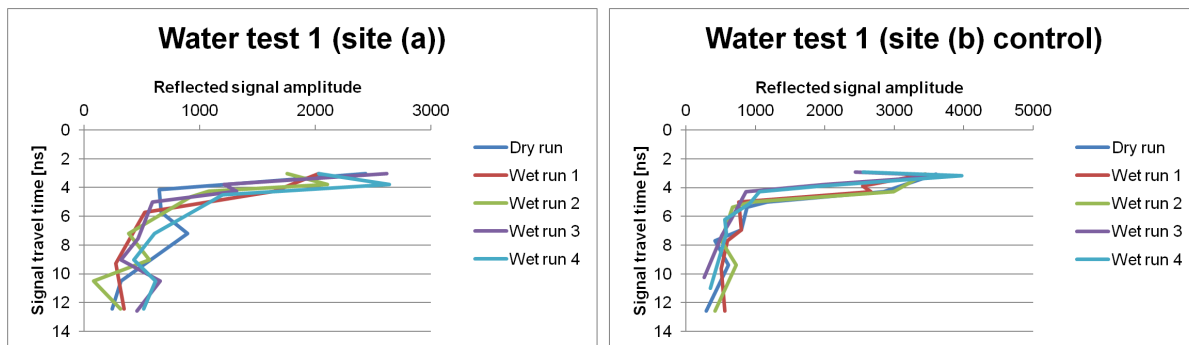 Water test 1 (site (a))
Reflected signal amplitude
0 1000 2000 3000
Signal travel time [ns]
0
2
4
6
8
10
12
14
Dry run
Wet run 1
Wet run 2
Wet run 3
Wet run 4
Water test 1 (site (b) control)
Reflected signal amplitude
0 1000 2000 3000 4000 5000
Signal travel time [ns]
0
2
4
6
8
10
12
14
Dry run
Wet run 1
Wet run 2
Wet run 3
Wet run 4